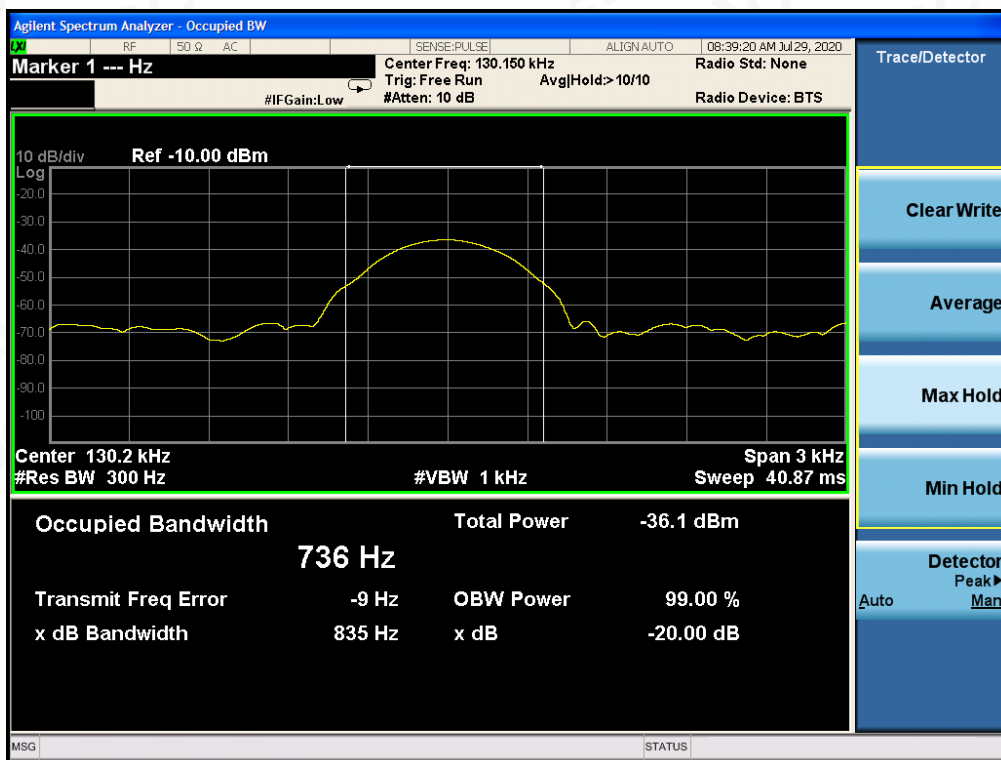 Agilent Spectrum Analyzer - Occupied BW
LXI RF 50 Ω AC SENSE:PULSE ALIGN AUTO 08:39:20 AM Jul 29, 2020
Marker 1 --- Hz
Center Freq: 130.150 kHz
Radio Std: None
Trig: Free Run Avg|Hold:> 10/10
#IFGain:Low
#Atten: 10 dB
Radio Device: BTS
Trace/Detector
10 dB/div Ref -10.00 dBm
Log
-20.0
-30.0
-40.0
-50.0
-60.0
-70.0
-80.0
-90.0
-100
Center 130.2 kHz
Span 3 kHz
#Res BW 300 Hz
#VBW 1 kHz
Sweep 40.87 ms
Occupied Bandwidth
Total Power -36.1 dBm
736 Hz
Transmit Freq Error -9 Hz
OBW Power 99.00 %
x dB Bandwidth 835 Hz
x dB -20.00 dB
Clear Write
Average
Max Hold
Min Hold
Detector
Peak▶
Auto Man
MSG
STATUS